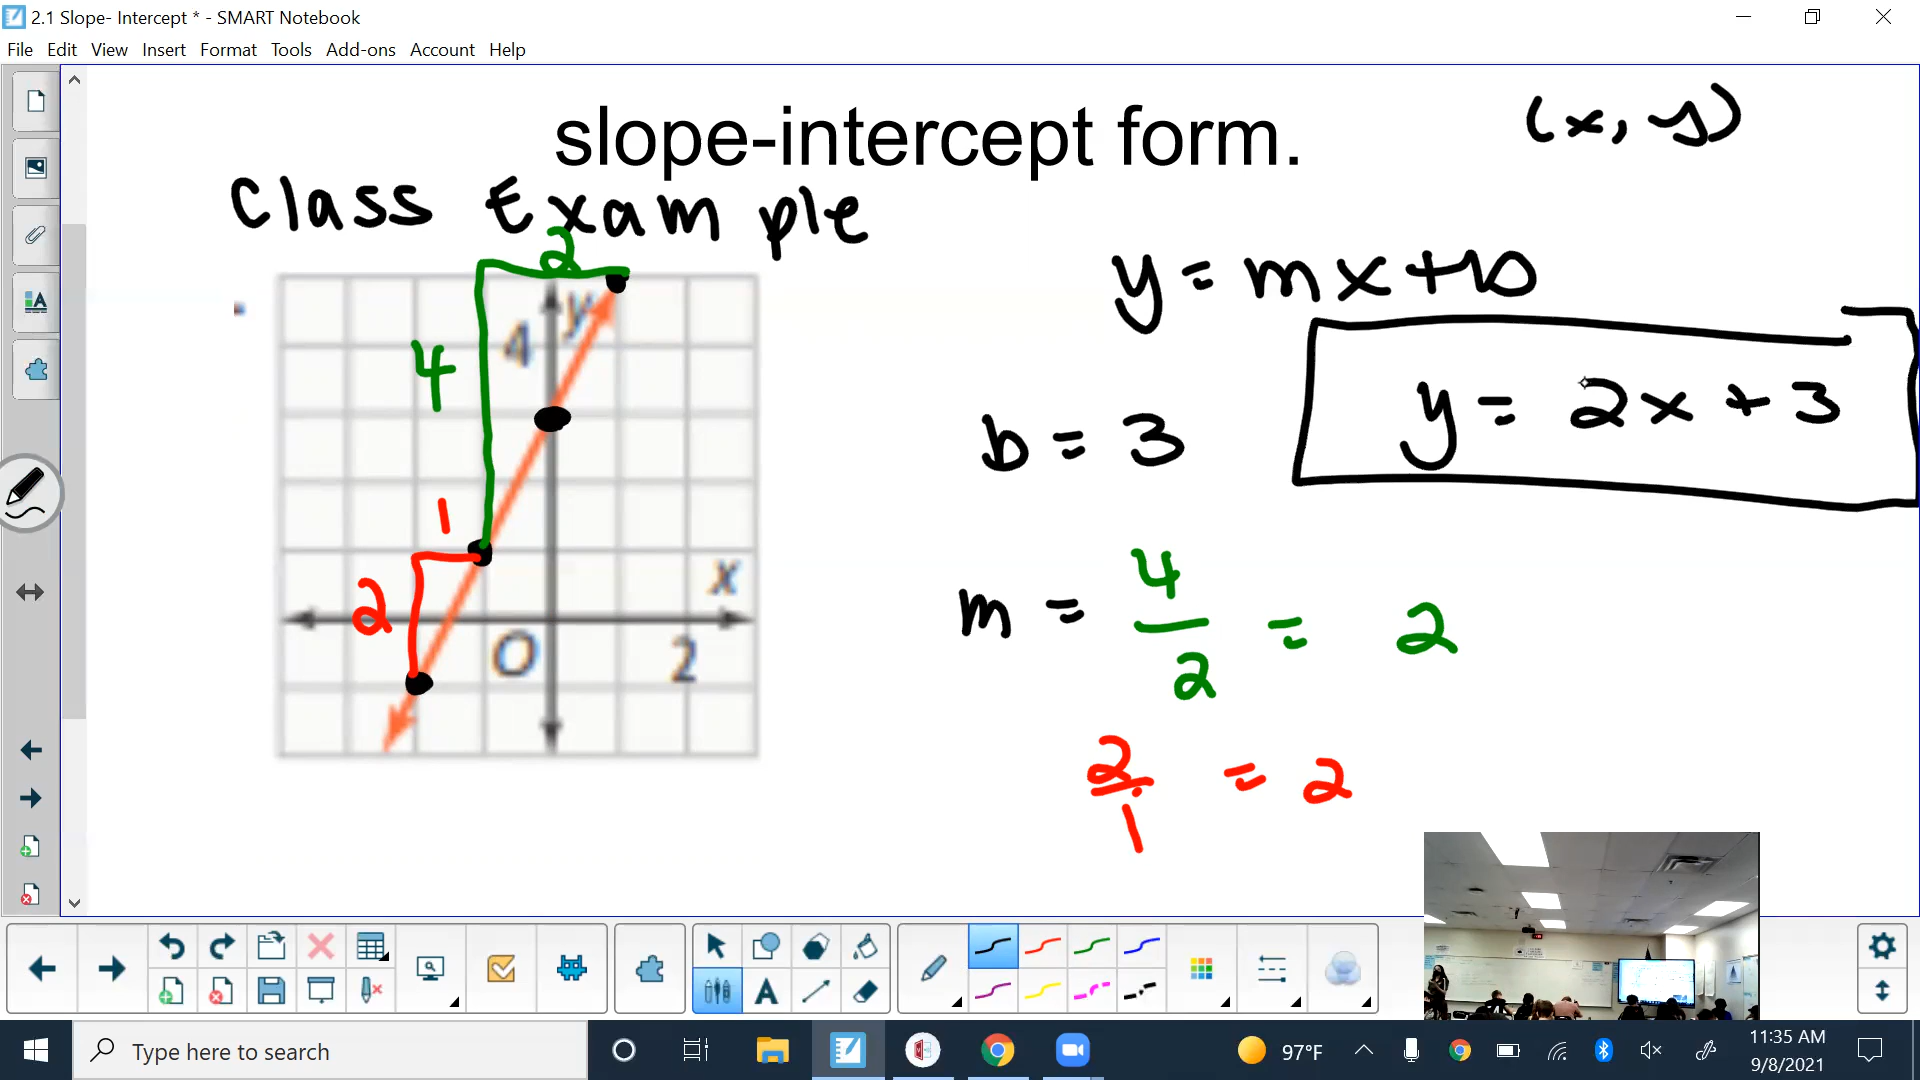 2.1 Slope- Intercept * - SMART Notebook
File Edit View Insert Format Tools Add-ons Account Help
slope-intercept form.
(x, y)
Class Example
y = mx+b
y = 2x + 3
b = 3
m = 4/2 = 2
2/1 = 2
2
4
1
2
y
4
x
O
2
A
A
Type here to search
97°F
11:35 AM
9/8/2021